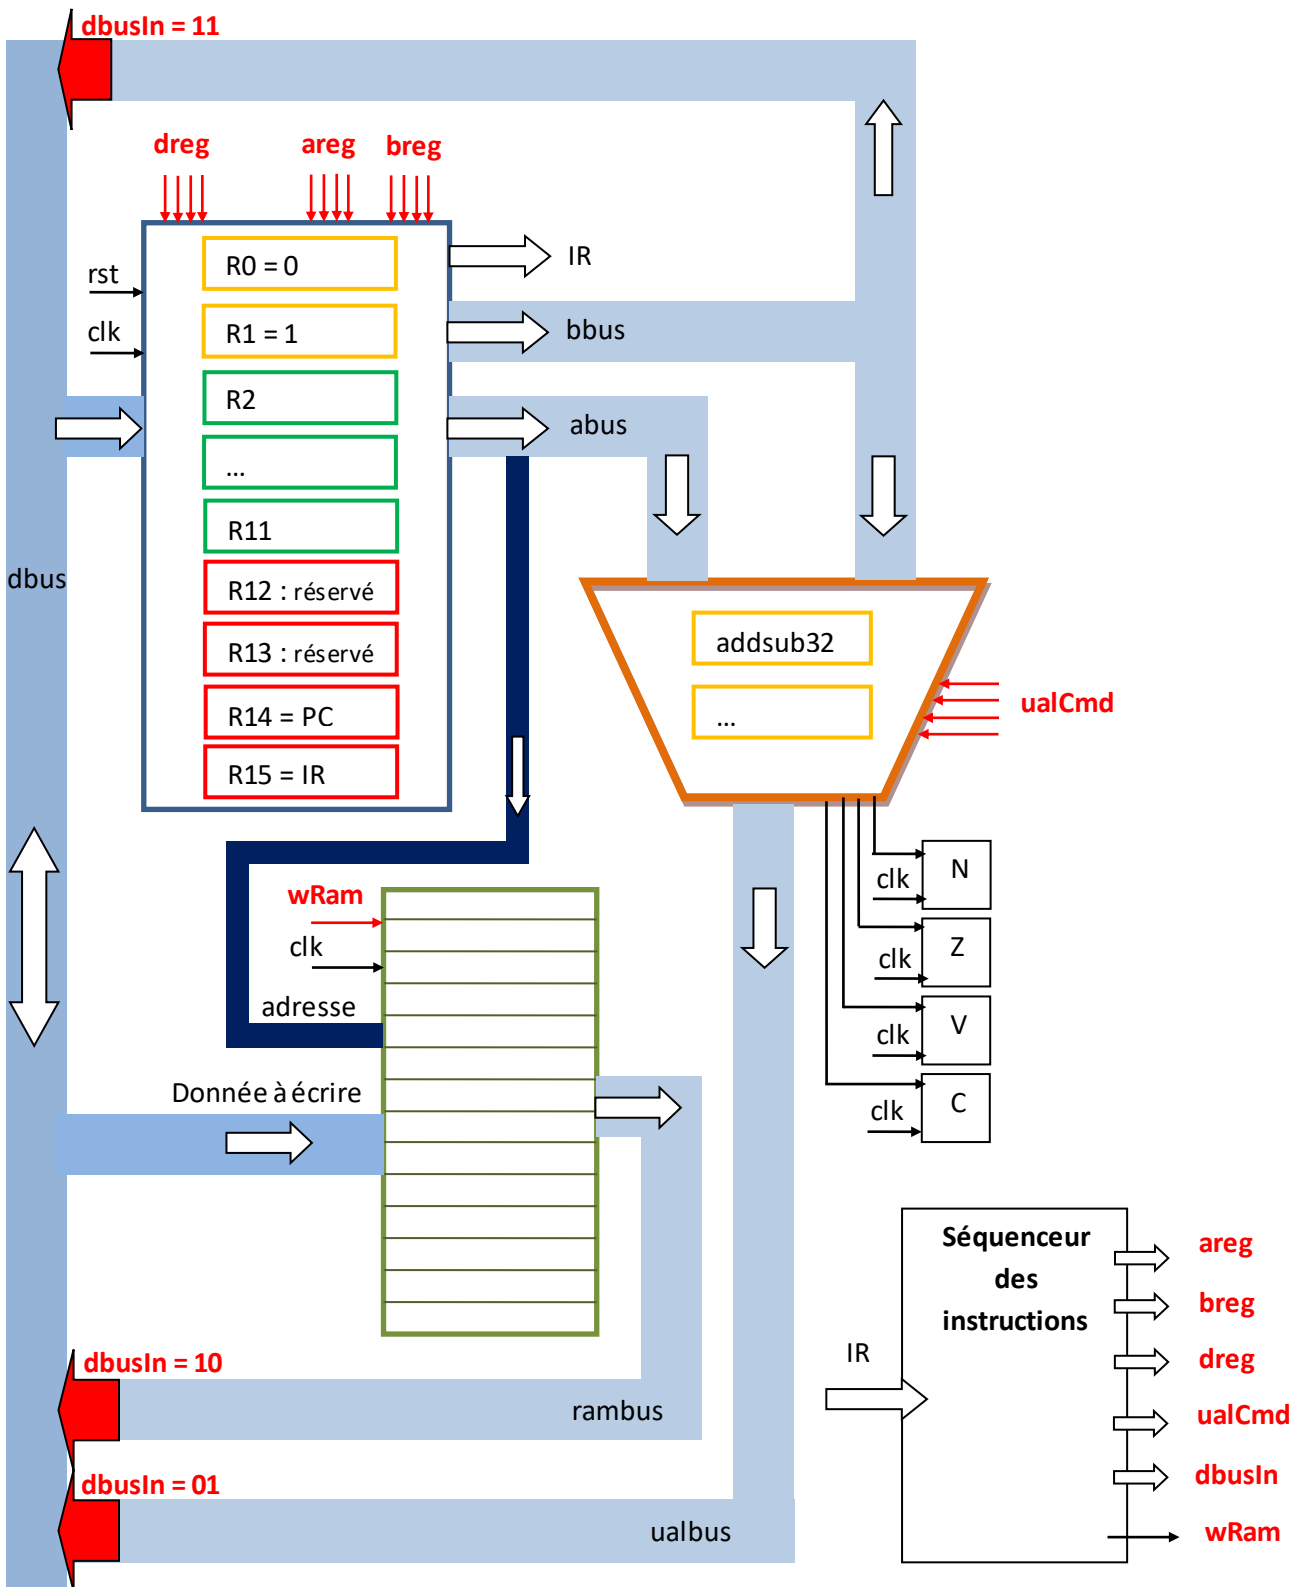 dbusIn = 11
dreg
areg
breg
R0 = 0
IR
rst
R1 = 1
bbus
clk
R2
abus
...
R11
dbus
R12 : réservé
R13 : réservé
addsub32
R14 = PC
...
ualCmd
R15 = IR
wRam
clk
N
clk
adresse
Z
clk
V
clk
Donnée à écrire
C
clk
Séquenceur
des
instructions
areg
breg
IR
dreg
dbusIn = 10
rambus
ualCmd
dbusIn
dbusIn = 01
ualbus
wRam